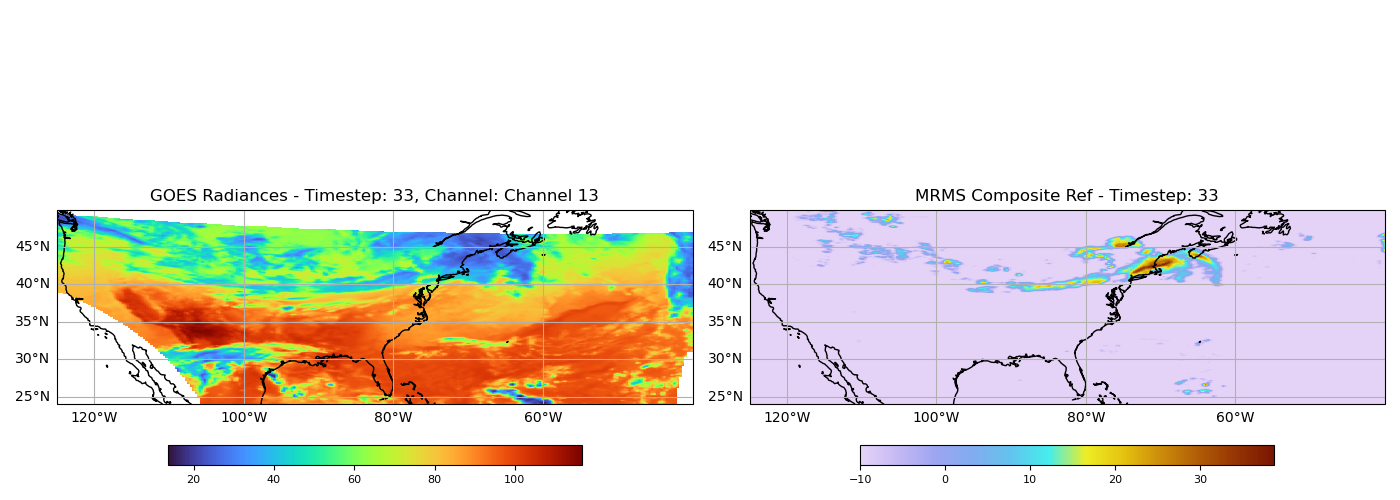 GOES Radiances - Timestep: 33, Channel: Channel 13
MRMS Composite Ref - Timestep: 33
45°N
40°N
35°N
30°N
25°N
120°W
100°W
80°W
60°W
45°N
40°N
35°N
30°N
25°N
120°W
100°W
80°W
60°W
20
40
60
80
100
−10
0
10
20
30